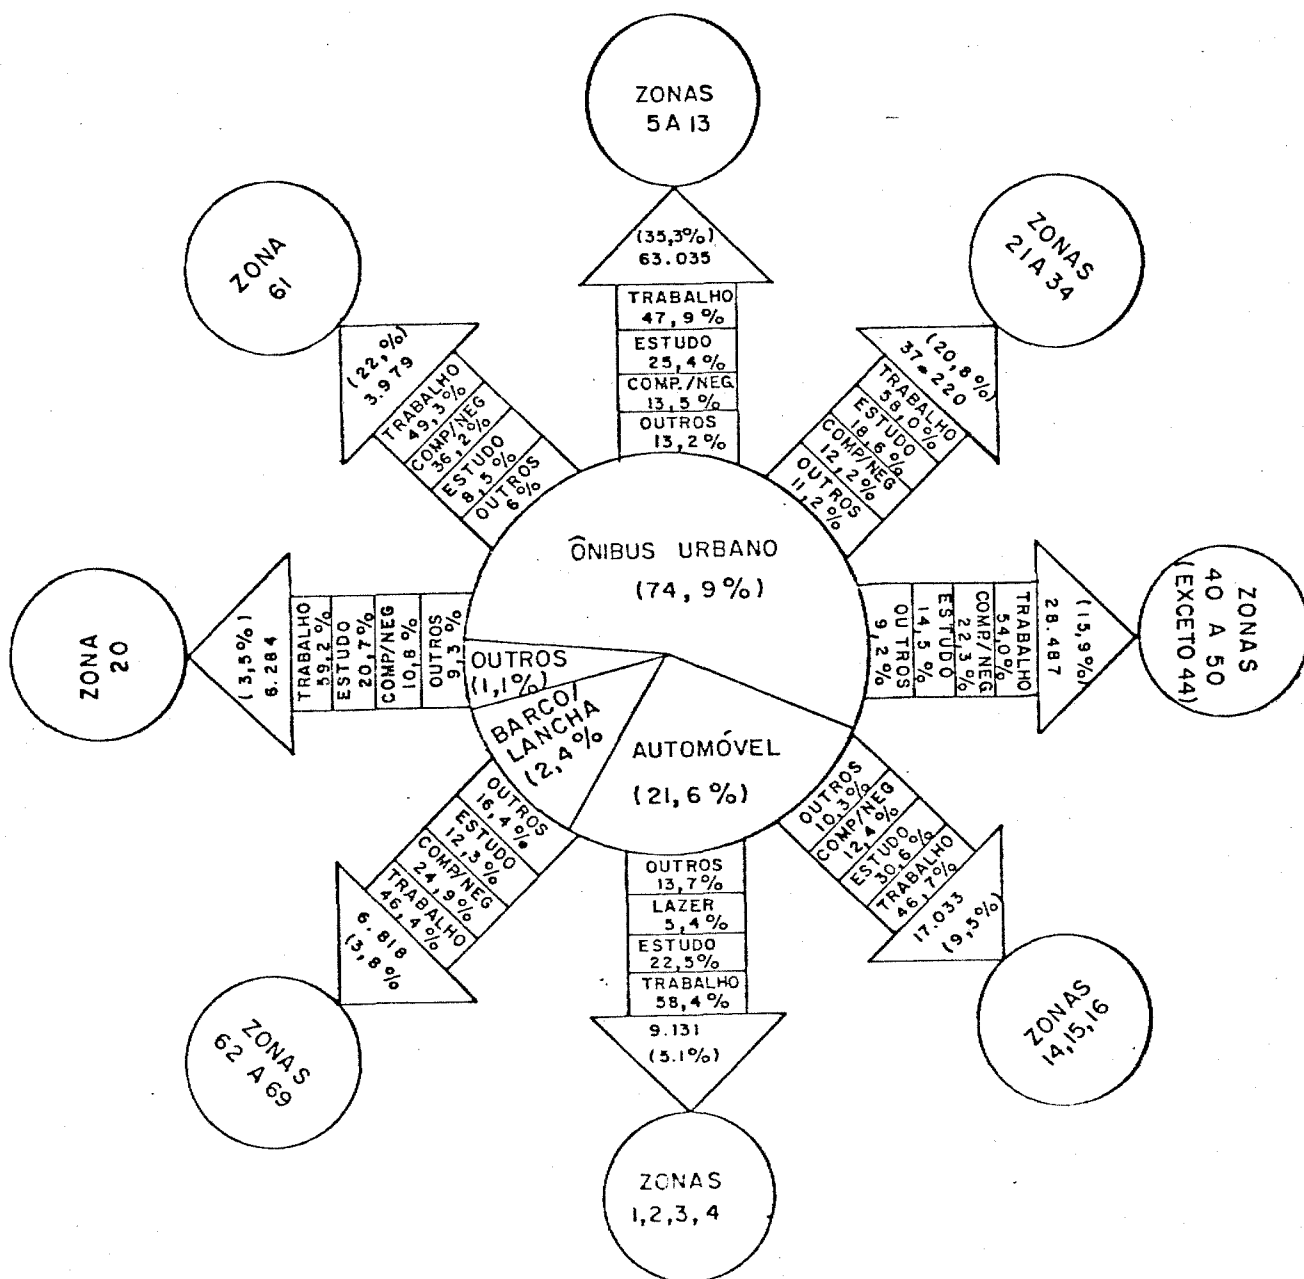 ZONAS
5 A 13
(35,3%)
63.035
TRABALHO
47,9%
ESTUDO
25,4%
COMP./NEG
13,5%
OUTROS
13,2%
ZONAS
21 A 34
(20,8%)
37.220
TRABALHO
58,0%
ESTUDO
18,6%
COMP/NEG
12,2%
OUTROS
11,2%
ZONAS
40 A 50
(EXCETO 44)
(15,9%)
28.487
TRABALHO
54,0%
COMP/NEG
22,3%
ESTUDO
14,5%
OUTROS
9,2%
ZONAS
14,15,16
OUTROS
10,3%
COMP/NEG
12,4%
ESTUDO
30,6%
TRABALHO
46,7%
17.033
(9,5%)
ZONAS
1,2,3,4
OUTROS
13,7%
LAZER
5,4%
ESTUDO
22,5%
TRABALHO
58,4%
9.131
(5.1%)
ZONAS
62 A 69
OUTROS
16,4%
ESTUDO
12,3%
COMP/NEG
24,9%
TRABALHO
46,4%
6.818
(3,8%
ZONA
20
(3,5%)
6.284
TRABALHO
59,2%
ESTUDO
20,7%
COMP/NEG
10,8%
OUTROS
9,3%
ZONA
61
(22,%)
3.979
TRABALHO
49,3%
COMP/NEG
36,2%
ESTUDO
8,5%
OUTROS
6%
ÔNIBUS URBANO
(74,9%)
OUTROS
(1,1%)
BARCO/
LANCHA
(2,4%
AUTOMÓVEL
(21,6%)